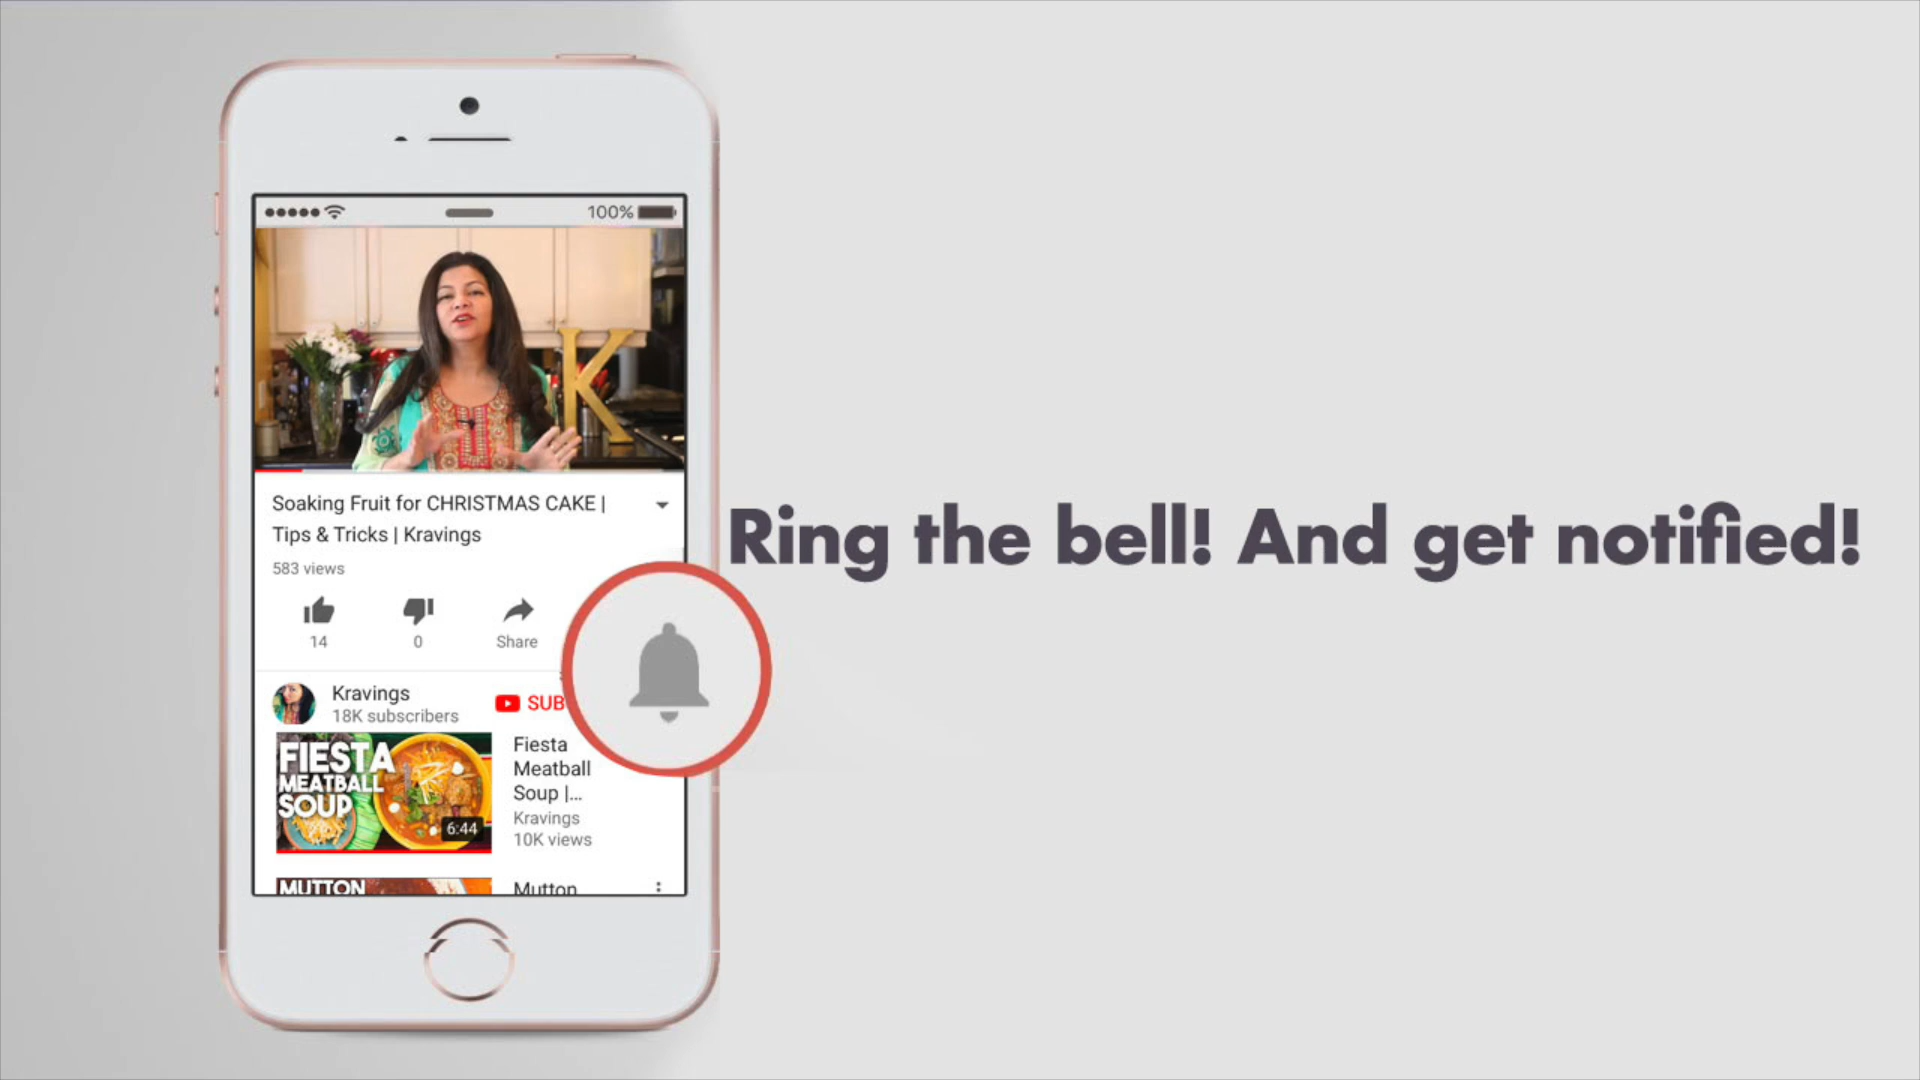 100%
K
Soaking Fruit for CHRISTMAS CAKE |
Tips & Tricks | Kravings
583 views
14
0
Share
Ring the bell! And get notified!
Kravings
18K subscribers
SUB
FIESTA
MEATBALL
SOUP
6:44
Fiesta
Meatball
Soup |...
Kravings
10K views
MUTTON
Mutton